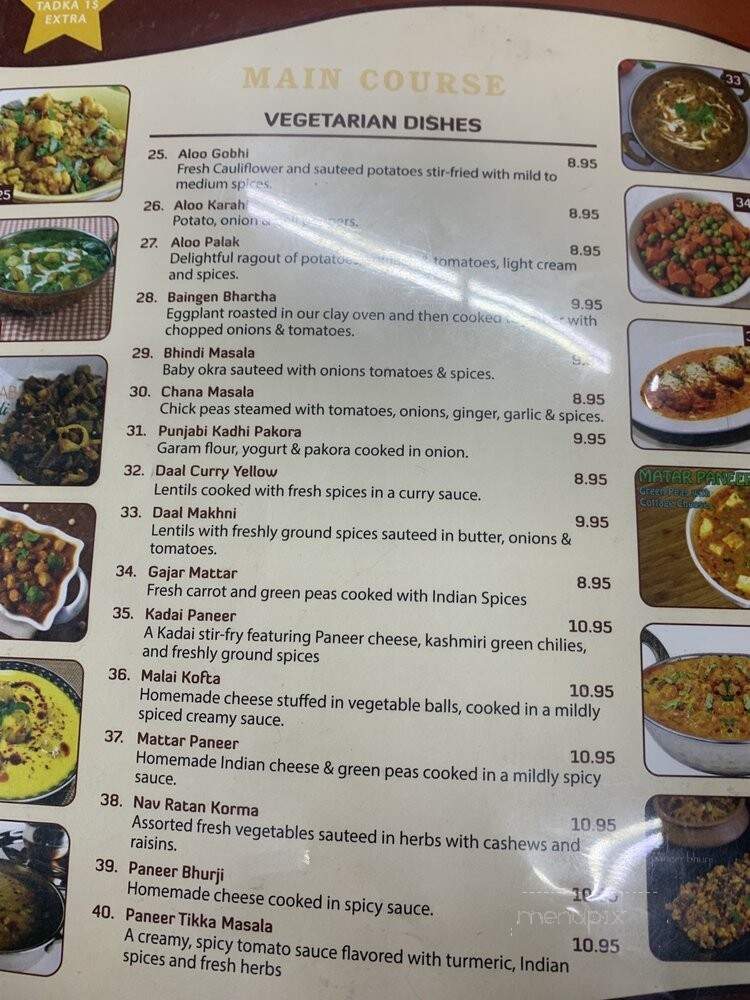 TADKA 1$
EXTRA
MAIN COURSE
VEGETARIAN DISHES
25. Aloo Gobhi 8.95
Fresh Cauliflower and sauteed potatoes stir-fried with mild to
medium spices.
26. Aloo Karahi 8.95
Potato, onion
27. Aloo Palak 8.95
Delightful ragout of potatoes, tomatoes, light cream
and spices.
28. Baingen Bhartha 9.95
Eggplant roasted in our clay oven and then cooked together with
chopped onions & tomatoes.
29. Bhindi Masala
Baby okra sauteed with onions tomatoes & spices.
30. Chana Masala 8.95
Chick peas steamed with tomatoes, onions, ginger, garlic & spices.
31. Punjabi Kadhi Pakora 9.95
Garam flour, yogurt & pakora cooked in onion.
32. Daal Curry Yellow 8.95
Lentils cooked with fresh spices in a curry sauce.
33. Daal Makhni 9.95
Lentils with freshly ground spices sauteed in butter, onions &
tomatoes.
34. Gajar Mattar 8.95
Fresh carrot and green peas cooked with Indian Spices
35. Kadai Paneer 10.95
A Kadai stir-fry featuring Paneer cheese, kashmiri green chilies,
and freshly ground spices
36. Malai Kofta 10.95
Homemade cheese stuffed in vegetable balls, cooked in a mildly
spiced creamy sauce.
37. Mattar Paneer 10.95
Homemade Indian cheese & green peas cooked in a mildly spicy
sauce.
38. Nav Ratan Korma 10.95
Assorted fresh vegetables sauteed in herbs with cashews and
raisins.
39. Paneer Bhurji
Homemade cheese cooked in spicy sauce.
40. Paneer Tikka Masala 10.95
A creamy, spicy tomato sauce flavored with turmeric, Indian
spices and fresh herbs
25
33
34
MATAR PANEER
Green Peas with
Cottage Cheese
paneer bhurji
menupix